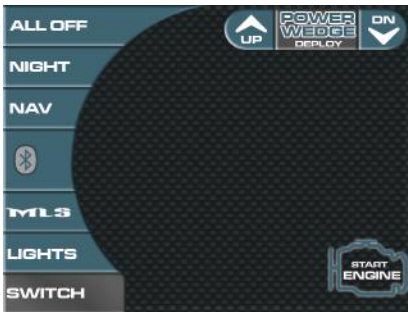 ALL OFF
UP
POWER
WEDGE
DEPLOY
DN
NIGHT
NAV
MLS
LIGHTS
START
ENGINE
SWITCH